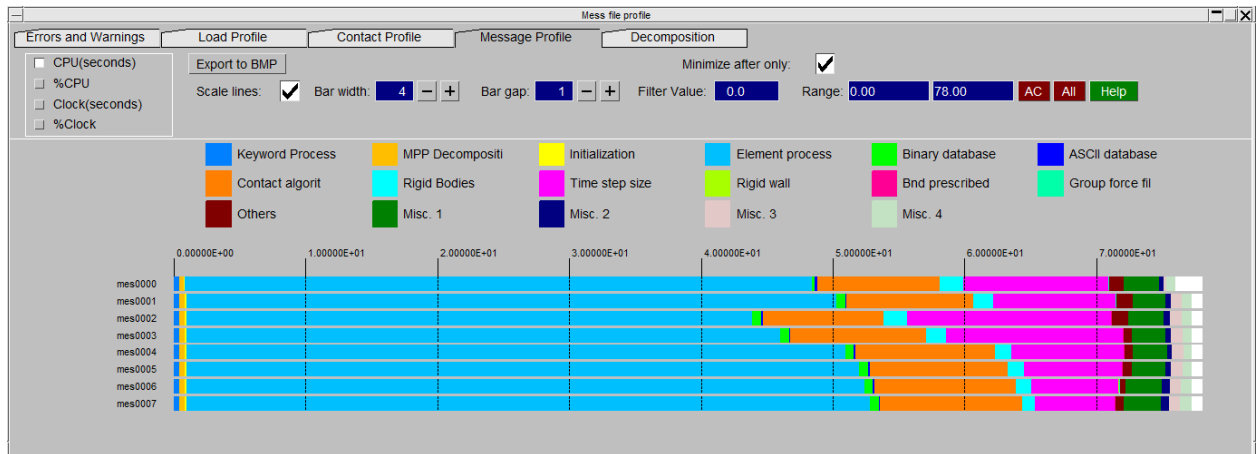 Mess file profile
Errors and Warnings Load Profile Contact Profile Message Profile Decomposition
CPU(seconds) Export to BMP Minimize after only:
%CPU
Scale lines: Bar width: 4 Bar gap: 1 Filter Value: 0.0 Range: 0.00 78.00 AC All Help
Clock(seconds)
%Clock
Keyword Process MPP Decompositi Initialization Element process Binary database ASCII database
Contact algorit Rigid Bodies Time step size Rigid wall Bnd prescribed Group force fil
Others Misc. 1 Misc. 2 Misc. 3 Misc. 4
0.00000E+00 1.00000E+01 2.00000E+01 3.00000E+01 4.00000E+01 5.00000E+01 6.00000E+01 7.00000E+01
mes0000
mes0001
mes0002
mes0003
mes0004
mes0005
mes0006
mes0007